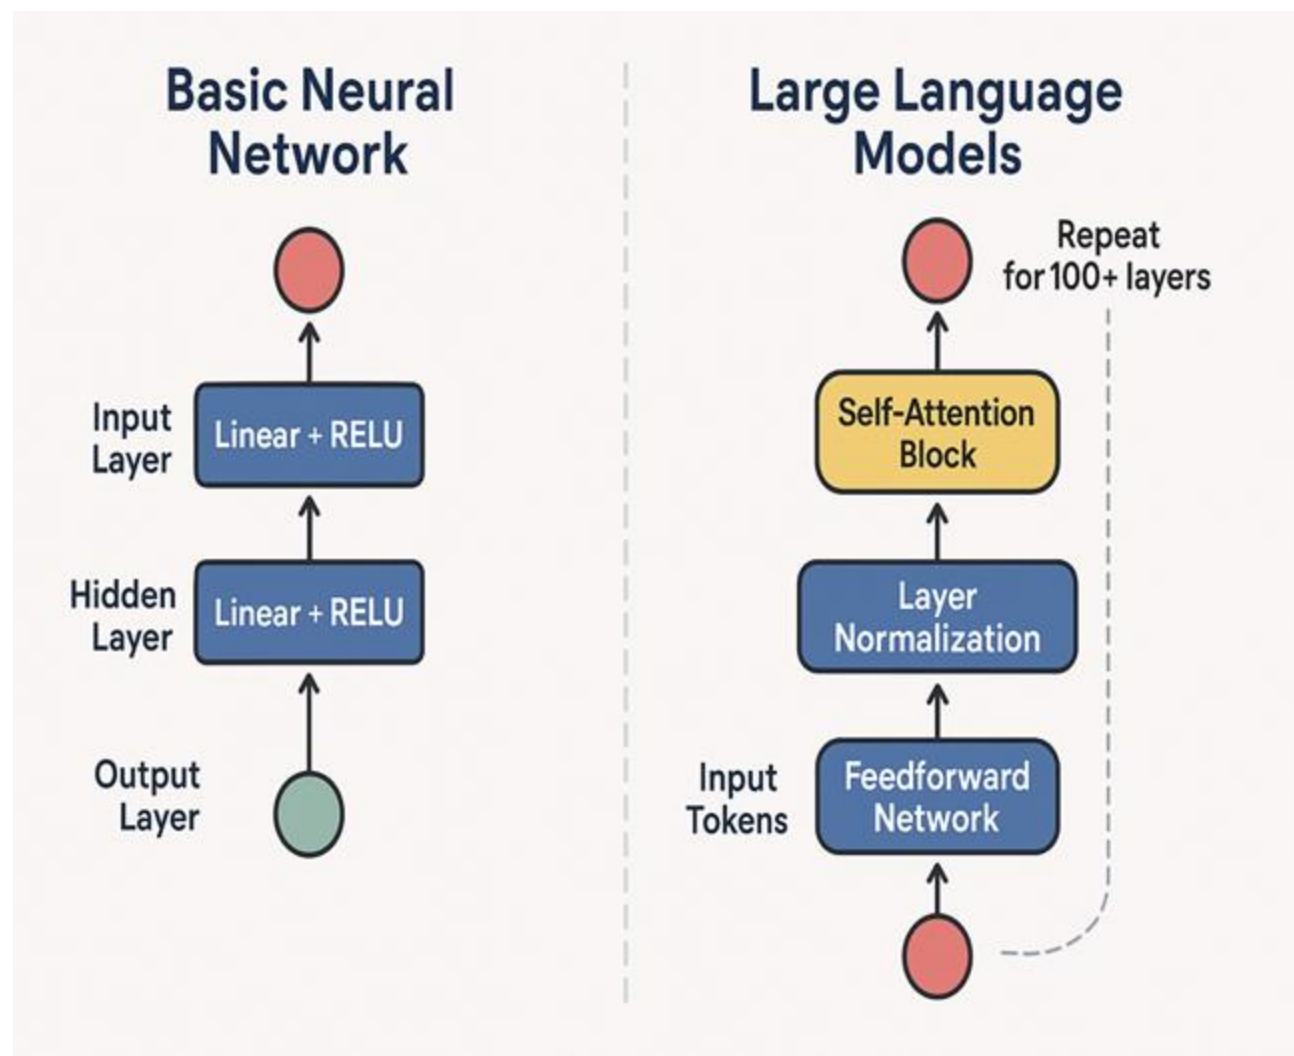 Basic Neural
Network
Input
Layer
Linear + RELU
Hidden
Layer
Linear + RELU
Output
Layer
Large Language
Models
Repeat
for 100+ layers
Self-Attention
Block
Layer
Normalization
Input
Tokens
Feedforward
Network